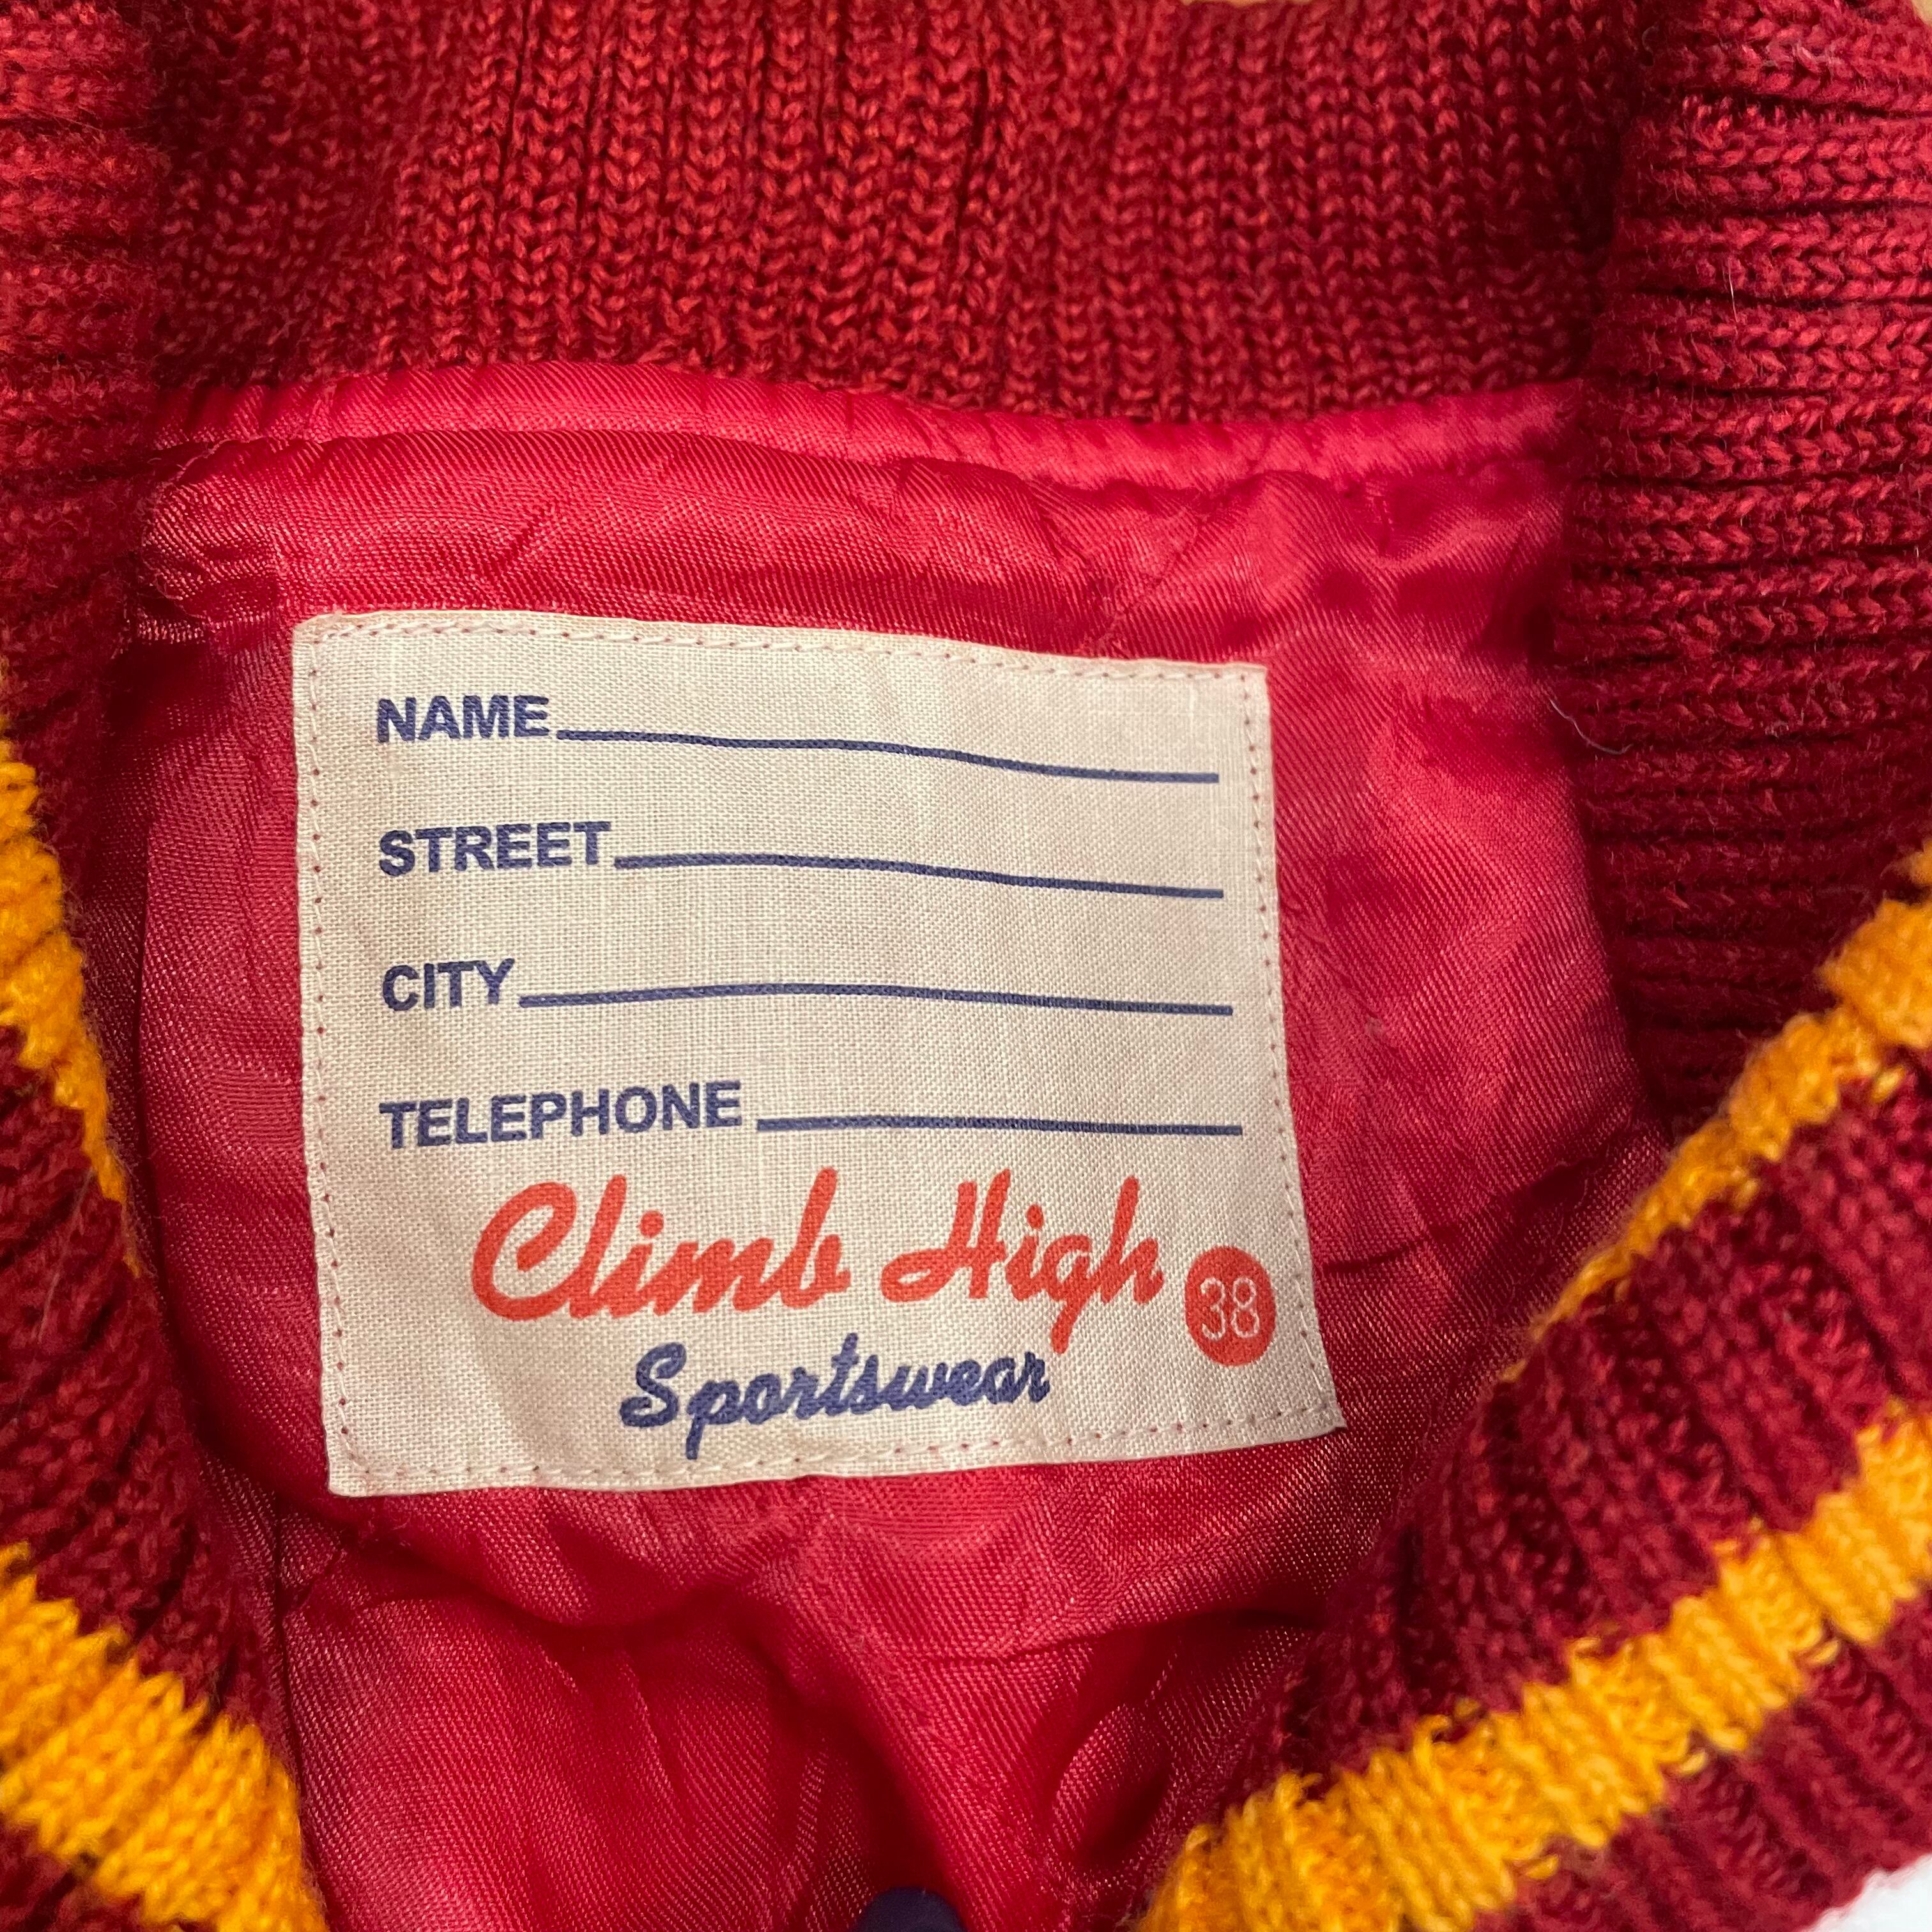 NAME
STREET
CITY
TELEPHONE
Climb High 38
Sportswear